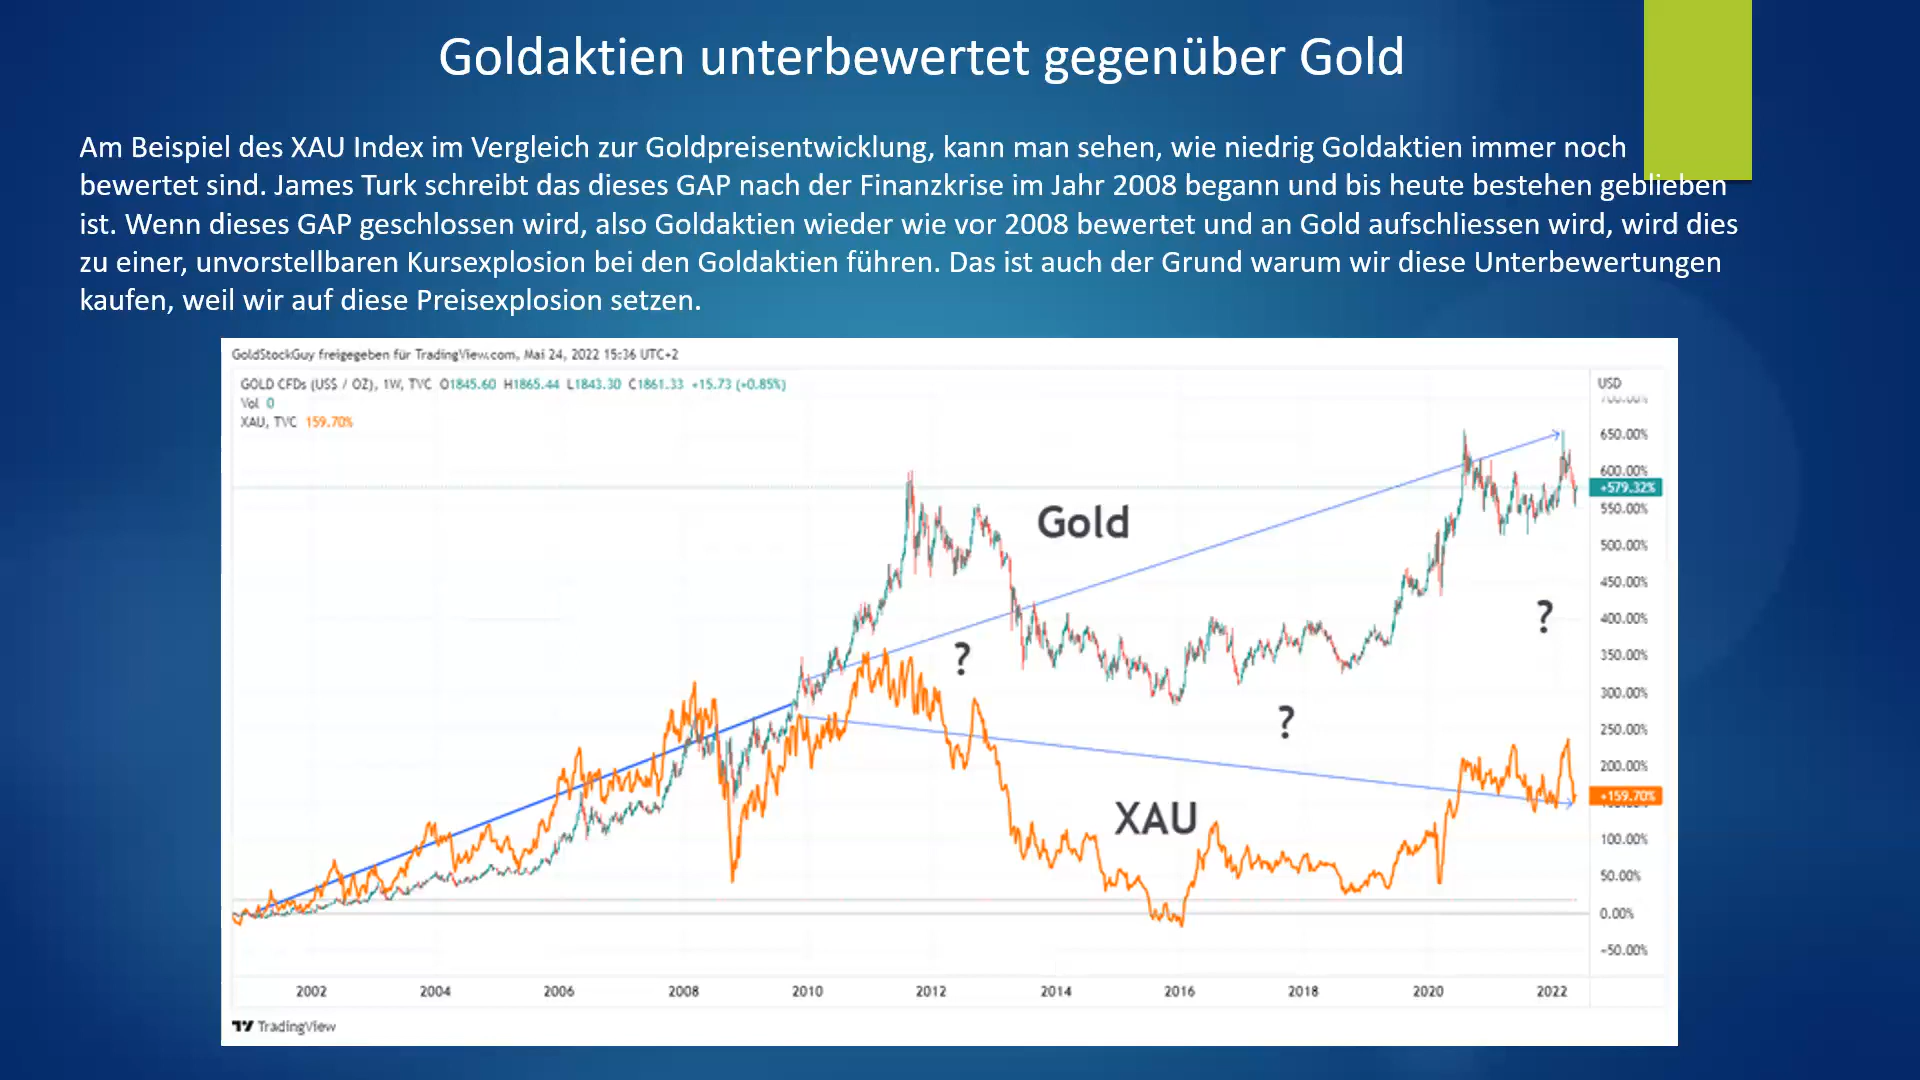 Goldaktien unterbewertet gegenüber Gold
Am Beispiel des XAU Index im Vergleich zur Goldpreisentwicklung, kann man sehen, wie niedrig Goldaktien immer noch
bewertet sind. James Turk schreibt das dieses GAP nach der Finanzkrise im Jahr 2008 begann und bis heute bestehen geblieben
ist. Wenn dieses GAP geschlossen wird, also Goldaktien wieder wie vor 2008 bewertet und an Gold aufschliessen wird, wird dies
zu einer, unvorstellbaren Kursexplosion bei den Goldaktien führen. Das ist auch der Grund warum wir diese Unterbewertungen
kaufen, weil wir auf diese Preisexplosion setzen.
GoldStockGuy freigegeben für TradingView.com, Mai 24, 2022 15:36 UTC+2
GOLD CFDs (US$ / OZ), 1W, TVC O1845.60 H1865.44 L1843.30 C1861.33 +15.73 (+0.85%)
Vol 0
XAU, TVC 159.70%
USD
700.00%
650.00%
600.00%
+579.32%
550.00%
500.00%
450.00%
400.00%
350.00%
300.00%
250.00%
200.00%
+159.70%
100.00%
50.00%
0.00%
-50.00%
Gold
?
?
?
XAU
2002 2004 2006 2008 2010 2012 2014 2016 2018 2020 2022
TradingView